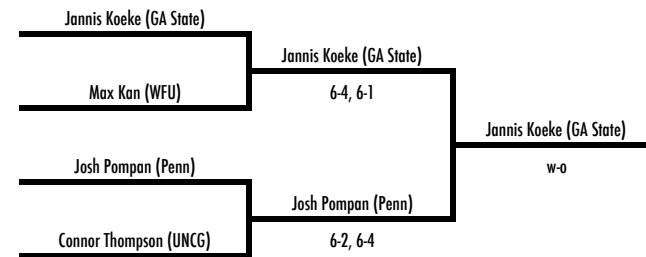 Jannis Koeke (GA State)
Jannis Koeke (GA State)
Max Kan (WFU)
6-4, 6-1
Jannis Koeke (GA State)
Josh Pompan (Penn)
w-o
Josh Pompan (Penn)
Connor Thompson (UNCG)
6-2, 6-4